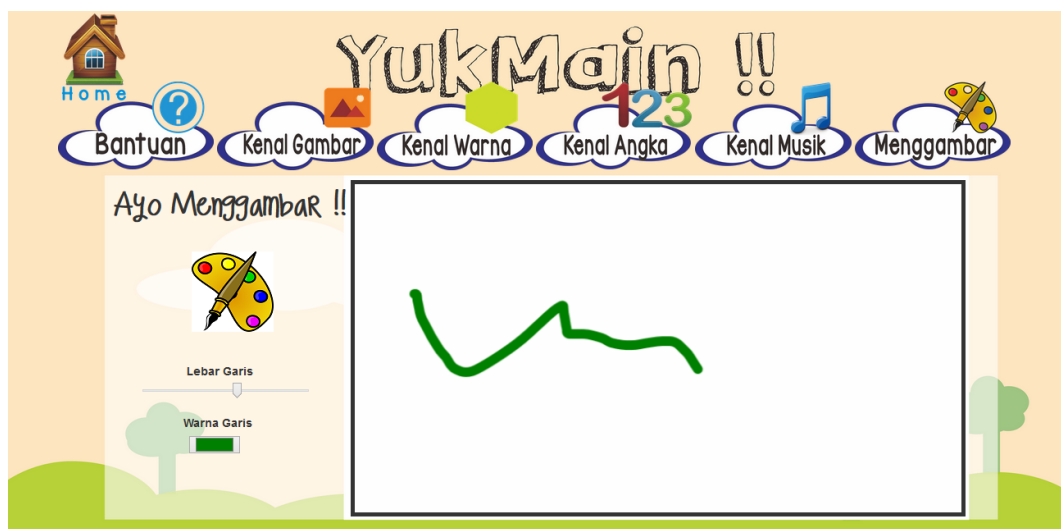 YukMain !!
Home
Bantuan
Kenal Gambar
Kenal Warna
123
Kenal Angka
Kenal Musik
Menggambar
Ayo Menggambar !!
Lebar Garis
Warna Garis